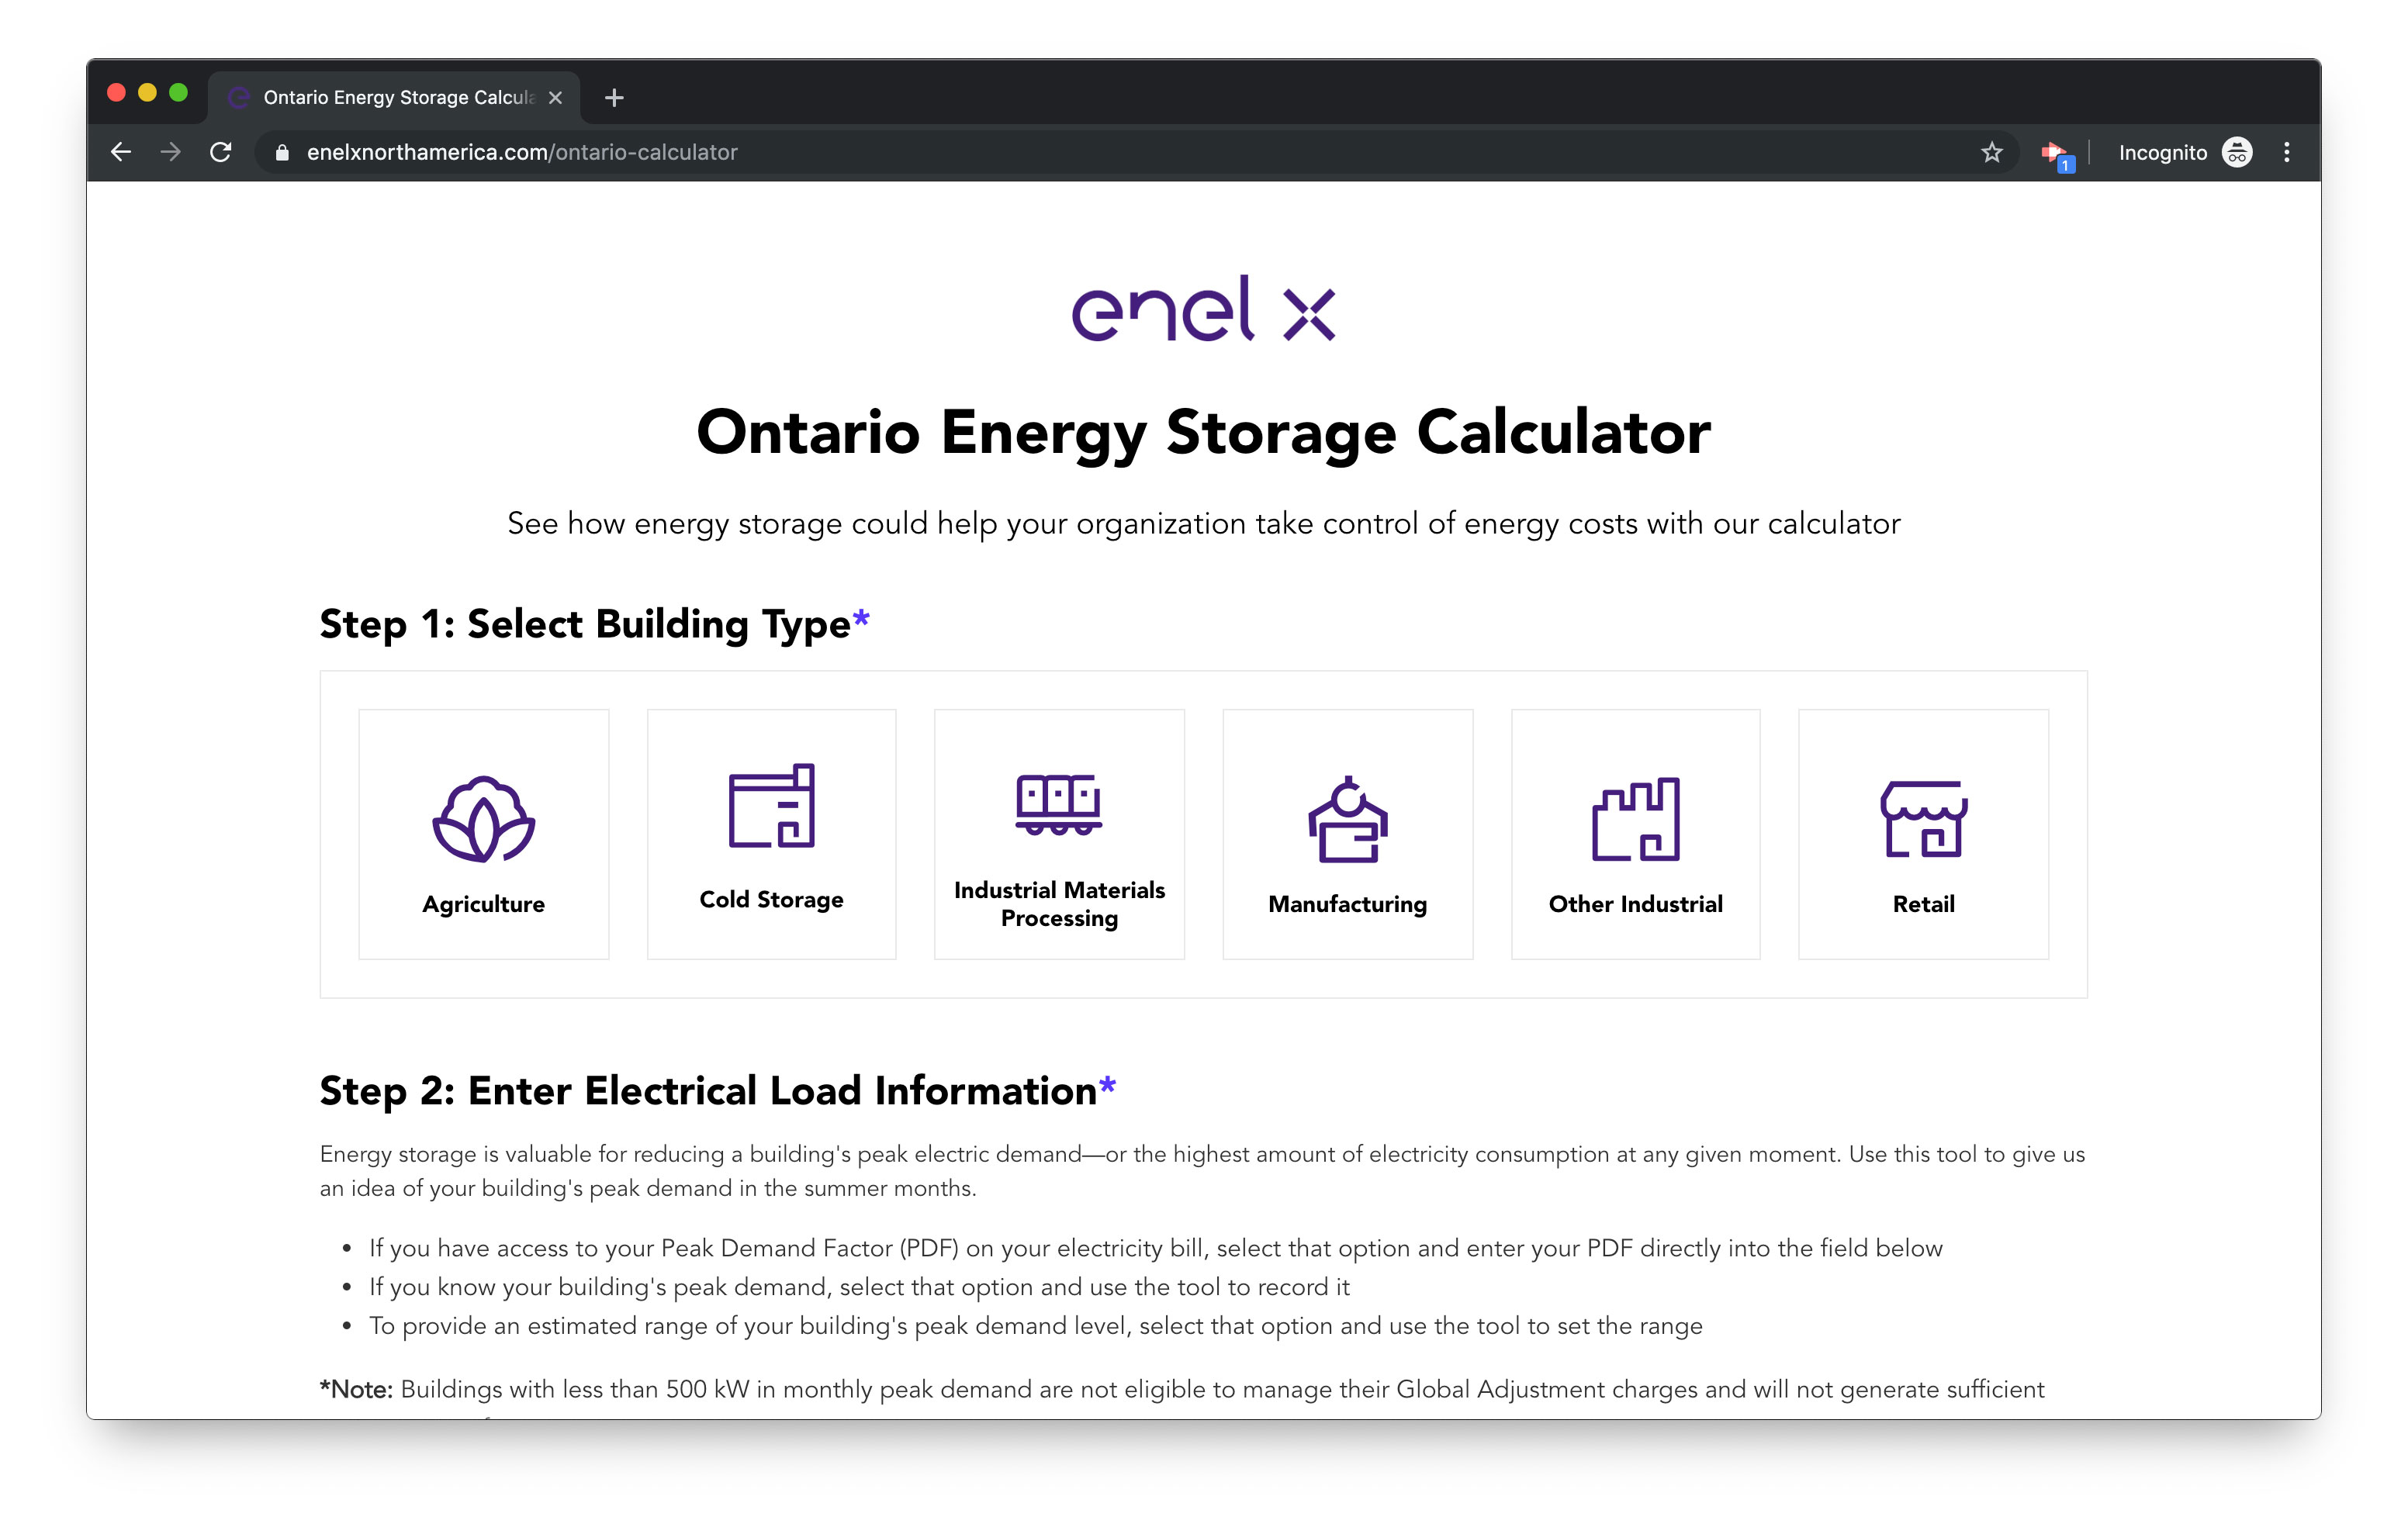 Ontario Energy Storage Calcula
enelxnorthamerica.com/ontario-calculator
1
Incognito
enel x
Ontario Energy Storage Calculator
See how energy storage could help your organization take control of energy costs with our calculator
Step 1: Select Building Type*
Agriculture
Cold Storage
Industrial Materials
Processing
Manufacturing
Other Industrial
Retail
Step 2: Enter Electrical Load Information*
Energy storage is valuable for reducing a building's peak electric demand—or the highest amount of electricity consumption at any given moment. Use this tool to give us
an idea of your building's peak demand in the summer months.
• If you have access to your Peak Demand Factor (PDF) on your electricity bill, select that option and enter your PDF directly into the field below
• If you know your building's peak demand, select that option and use the tool to record it
• To provide an estimated range of your building's peak demand level, select that option and use the tool to set the range
*Note: Buildings with less than 500 kW in monthly peak demand are not eligible to manage their Global Adjustment charges and will not generate sufficient